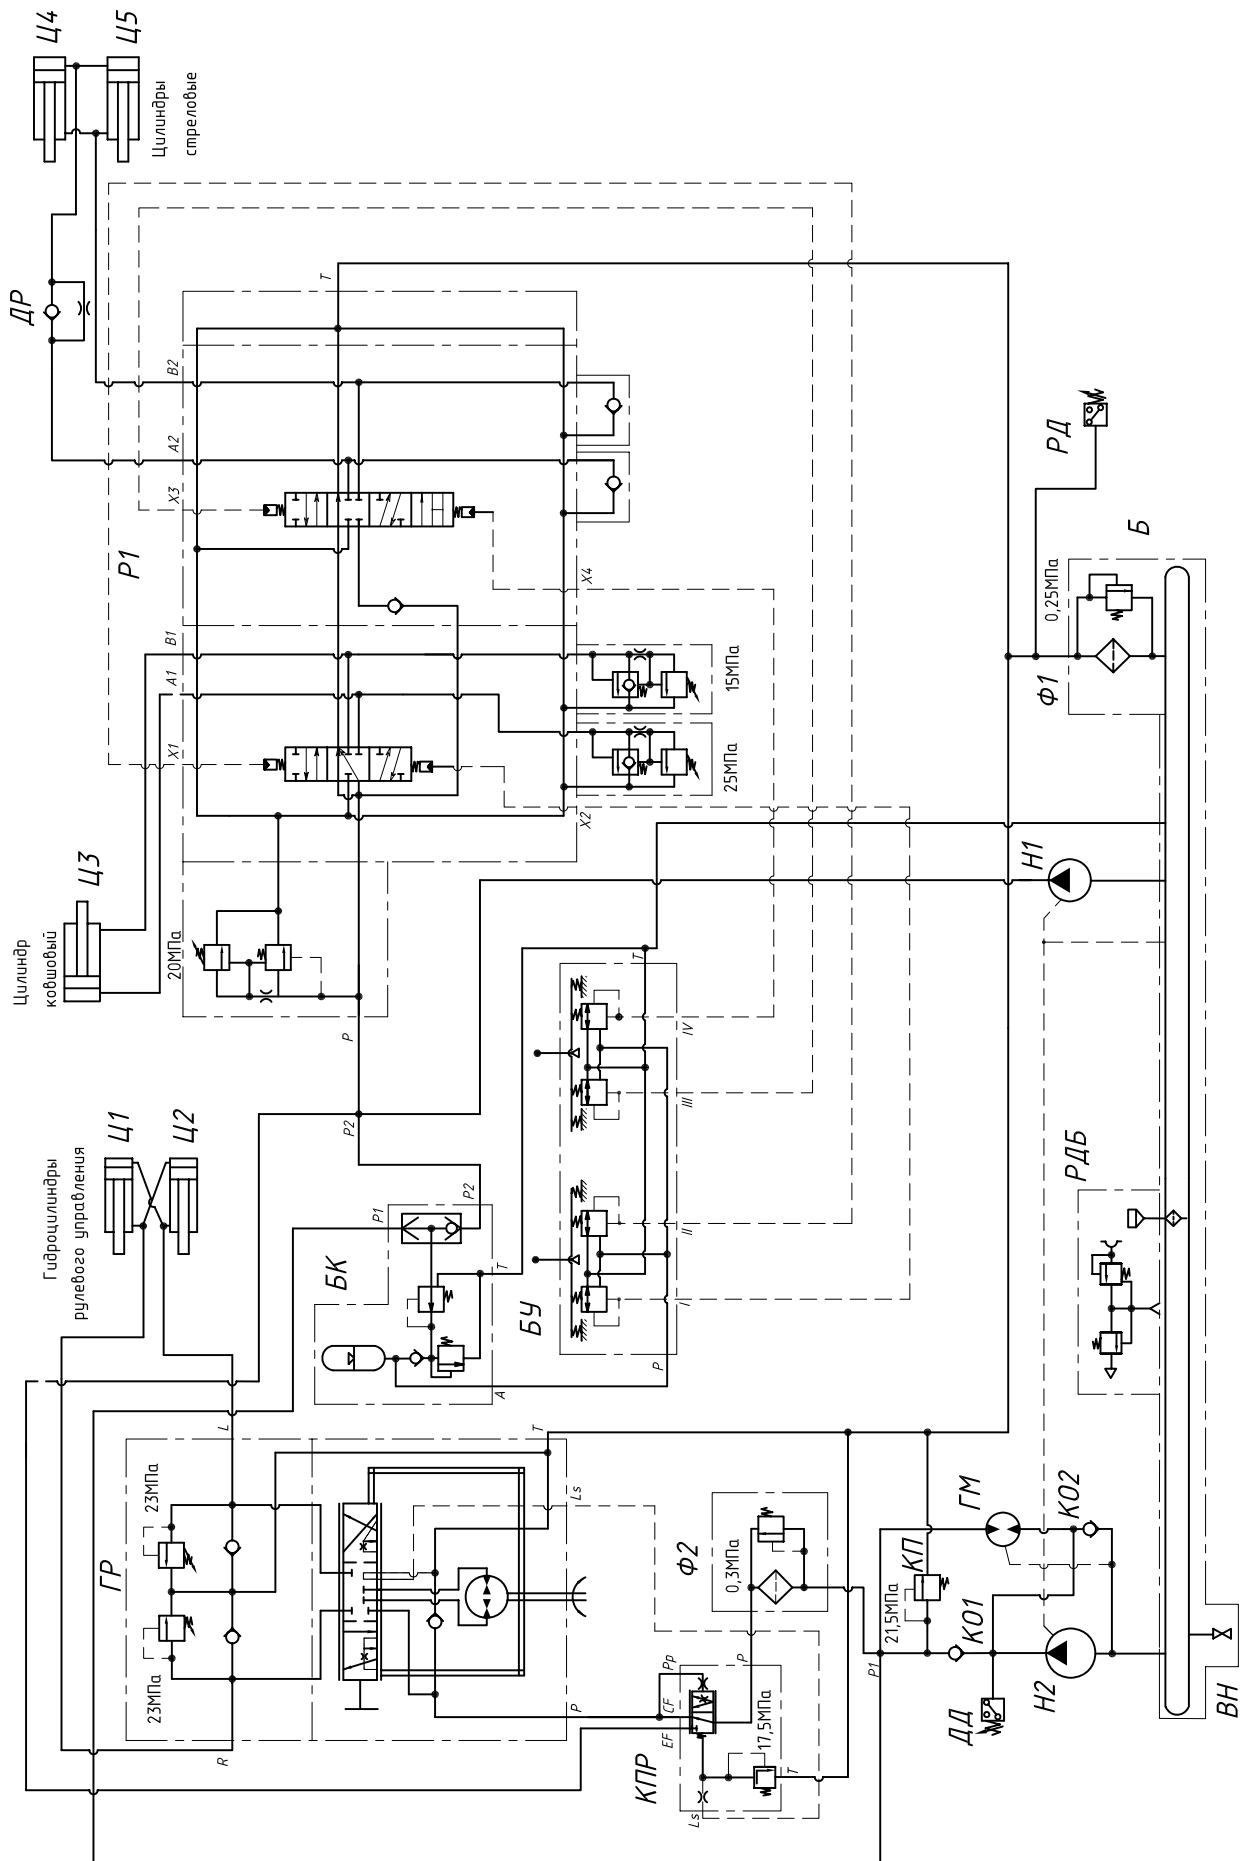 Ц4
Ц5
Цилиндры
стреловые
ДР
Т
В2
А2
Х3
Р1
Х4
В1
А1
Х1
15МПа
25МПа
Х2
Ц3
Цилиндр
ковшовый
20МПа
Р
Р2
Ц1
Ц2
Гидроцилиндры
рулевого управления
Р1
Р2
БК
Т
А
БУ
Т
IV
III
II
I
Р
Н1
РД
Б
0,25МПа
Ф1
РДБ
L
Т
Ls
23МПа
ГР
23МПа
R
Р
Ф2
0,3МПа
Рр
CF
EF
Р
17,5МПа
КПР
Т
Ls
ГМ
КО2
КП
21,5МПа
КО1
Р1
Н2
ДД
ВН